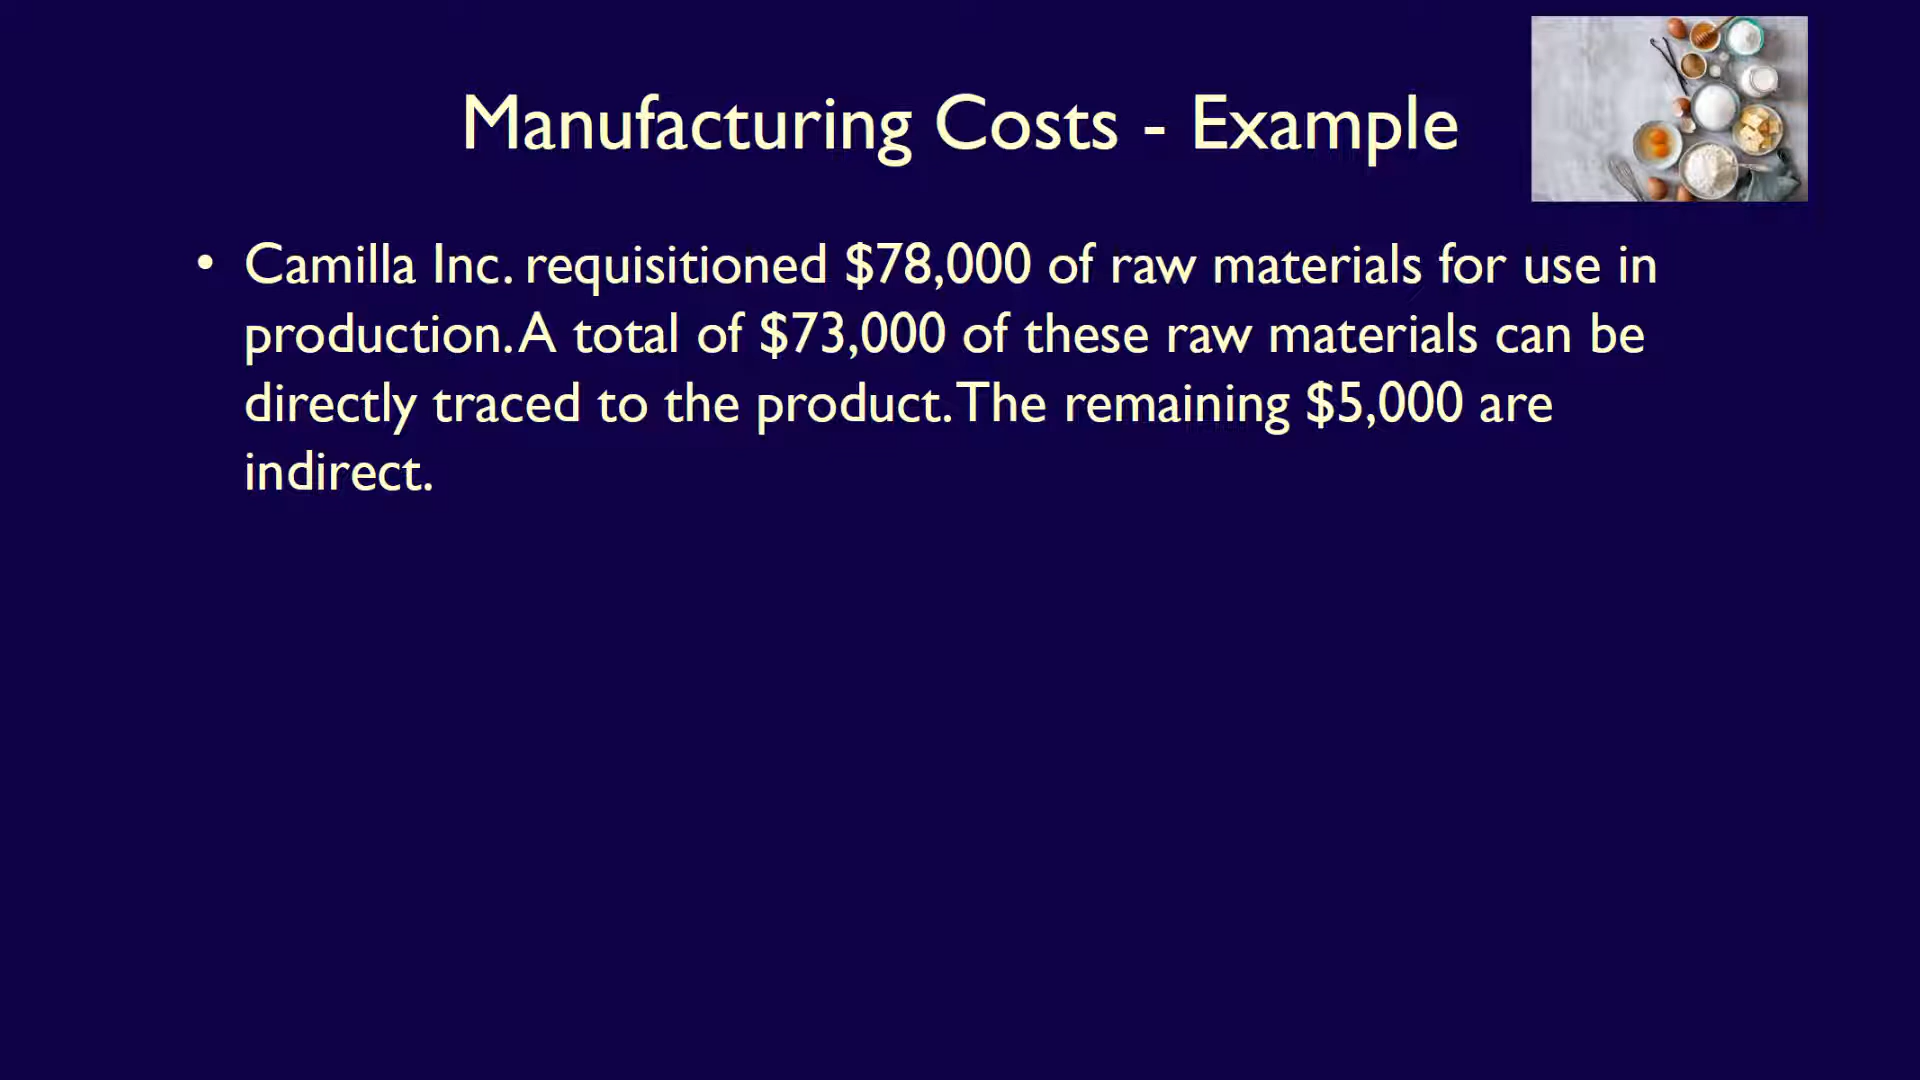 Manufacturing Costs - Example
• Camilla Inc. requisitioned $78,000 of raw materials for use in
production. A total of $73,000 of these raw materials can be
directly traced to the product. The remaining $5,000 are
indirect.